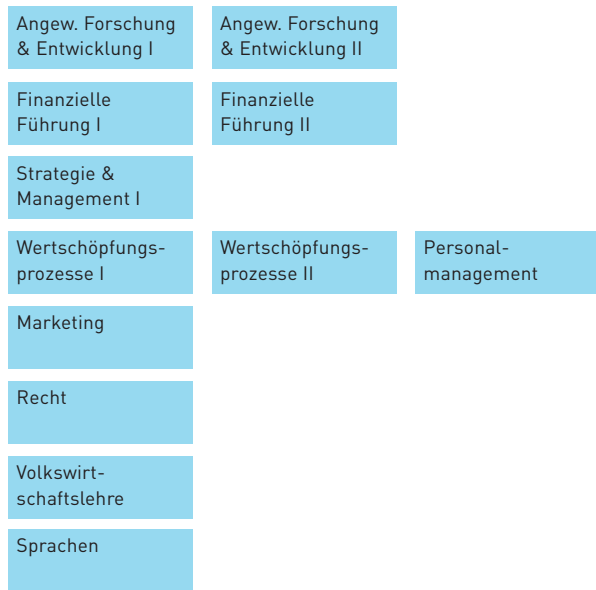 Angew. Forschung
& Entwicklung I
Angew. Forschung
& Entwicklung II
Finanzielle
Führung I
Finanzielle
Führung II
Strategie &
Management I
Wertschöpfungs-
prozesse I
Wertschöpfungs-
prozesse II
Personal-
management
Marketing
Recht
Volkswirt-
schaftslehre
Sprachen